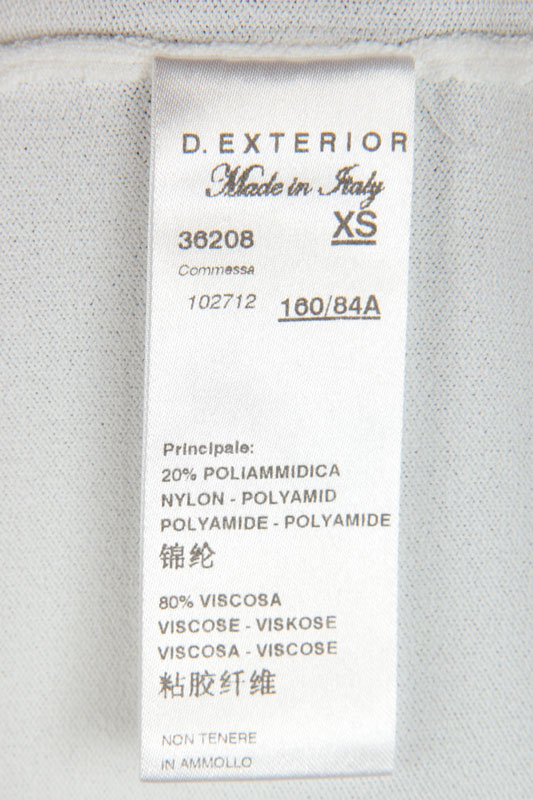 D. EXTERIOR
Made in Italy
XS
36208
Commessa
102712 160/84A
Principale:
20% POLIAMMIDICA
NYLON - POLYAMID
POLYAMIDE - POLYAMIDE
锦纶
80% VISCOSA
VISCOSE - VISKOSE
VISCOSA - VISCOSE
粘胶纤维
NON TENERE
IN AMMOLLO